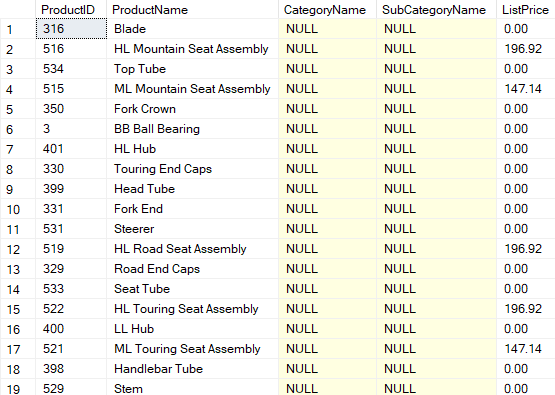 ProductID ProductName CategoryName SubCategoryName ListPrice
1 316 Blade NULL NULL 0.00
2 516 HL Mountain Seat Assembly NULL NULL 196.92
3 534 Top Tube NULL NULL 0.00
4 515 ML Mountain Seat Assembly NULL NULL 147.14
5 350 Fork Crown NULL NULL 0.00
6 3 BB Ball Bearing NULL NULL 0.00
7 401 HL Hub NULL NULL 0.00
8 330 Touring End Caps NULL NULL 0.00
9 399 Head Tube NULL NULL 0.00
10 331 Fork End NULL NULL 0.00
11 531 Steerer NULL NULL 0.00
12 519 HL Road Seat Assembly NULL NULL 196.92
13 329 Road End Caps NULL NULL 0.00
14 533 Seat Tube NULL NULL 0.00
15 522 HL Touring Seat Assembly NULL NULL 196.92
16 400 LL Hub NULL NULL 0.00
17 521 ML Touring Seat Assembly NULL NULL 147.14
18 398 Handlebar Tube NULL NULL 0.00
19 529 Stem NULL NULL 0.00